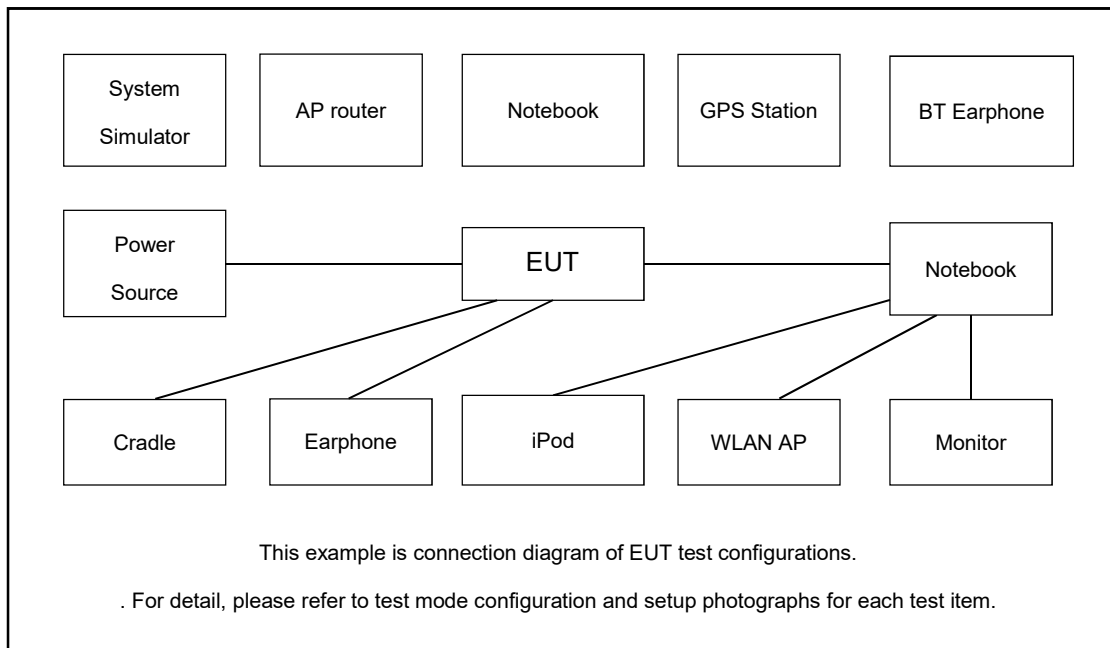 System
Simulator
AP router
Notebook
GPS Station
BT Earphone
Power
Source
EUT
Notebook
Cradle
Earphone
iPod
WLAN AP
Monitor
This example is connection diagram of EUT test configurations.
. For detail, please refer to test mode configuration and setup photographs for each test item.